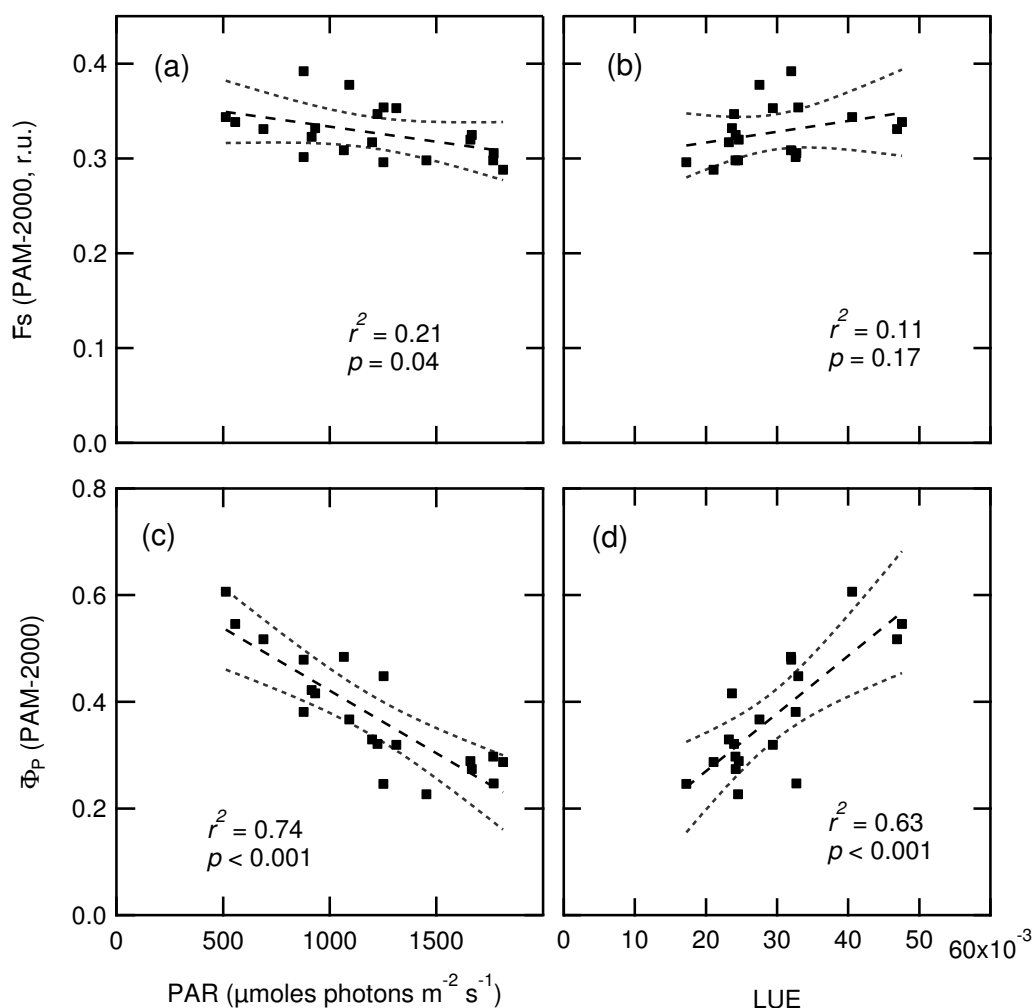 0.4
0.3
0.2
0.1
0.0
Fs (PAM-2000, r.u.)
(a)
r² = 0.21
p = 0.04
(b)
r² = 0.11
p = 0.17
0.8
0.6
0.4
0.2
0.0
Φ_P (PAM-2000)
(c)
r² = 0.74
p < 0.001
(d)
r² = 0.63
p < 0.001
0 500 1000 1500
PAR (μmoles photons m⁻² s⁻¹)
0 10 20 30 40 50 60x10⁻³
LUE